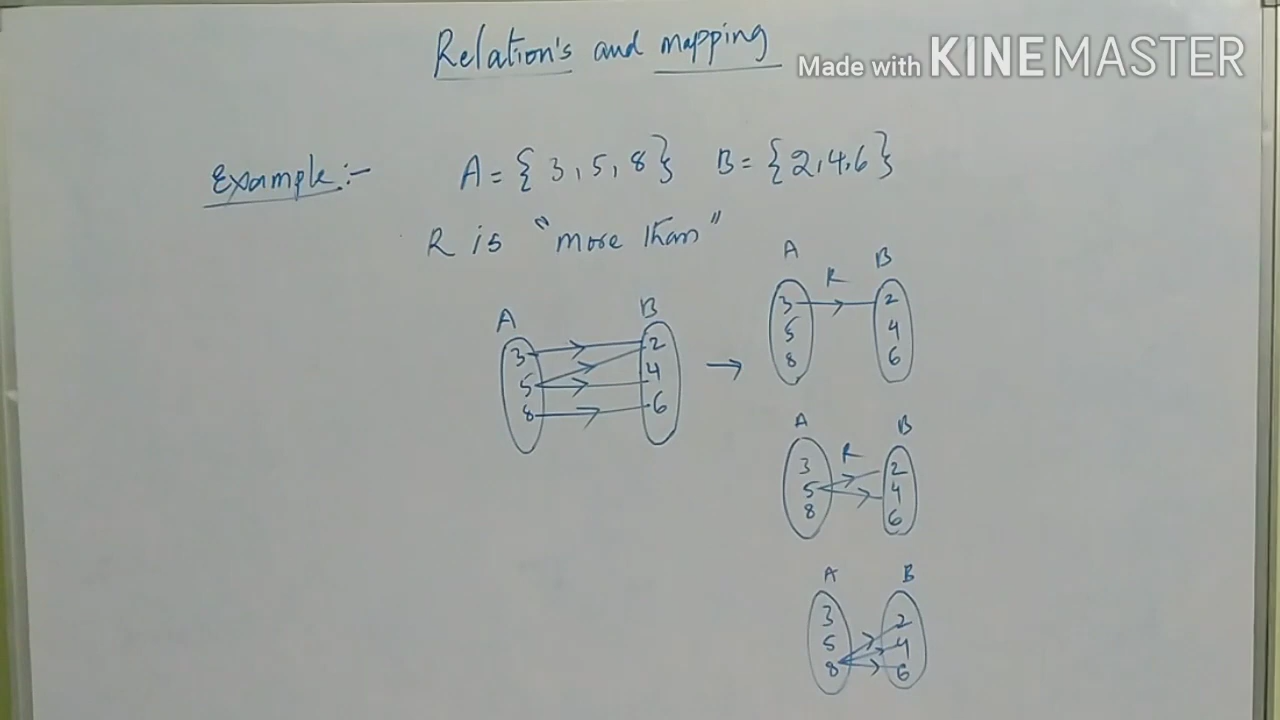 Relation's and mapping
Made with KINEMASTER
Example:- A = { 3, 5, 8 } B = { 2, 4, 6 }
R is "more than"
A B
3 2
5 4
8 6
→
A R B
3 2
5 4
8 6
A R B
3 2
5 4
8 6
A B
3 2
5 4
8 6